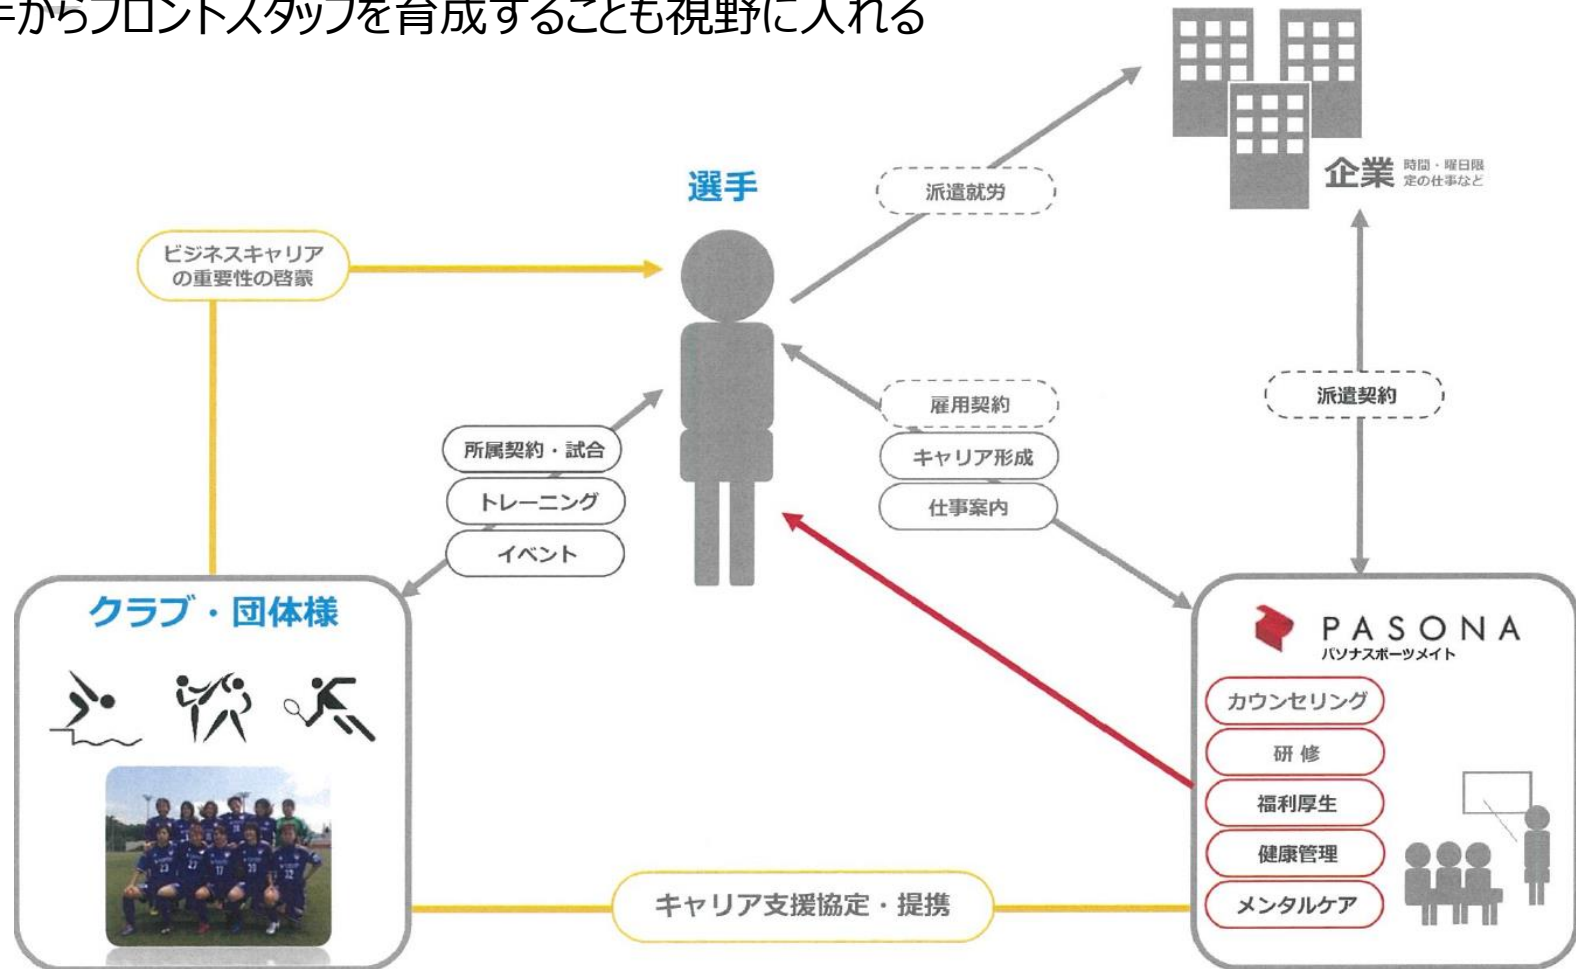 からフロントスタッフを育成することも視野に入れる
選手
派遣就労
企業
時間・曜日限
定の仕事など
ビジネスキャリア
の重要性の啓蒙
雇用契約
キャリア形成
仕事案内
派遣契約
所属契約・試合
トレーニング
イベント
クラブ・団体様
PASONA
パソナスポーツメイト
カウンセリング
研修
福利厚生
健康管理
メンタルケア
キャリア支援協定・提携